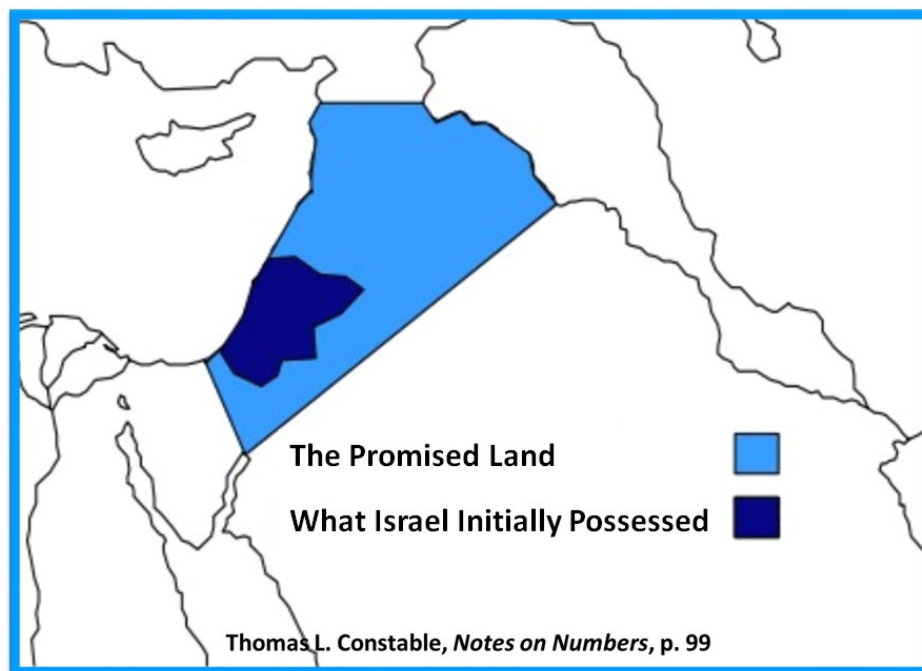 The Promised Land
What Israel Initially Possessed
Thomas L. Constable, Notes on Numbers, p. 99